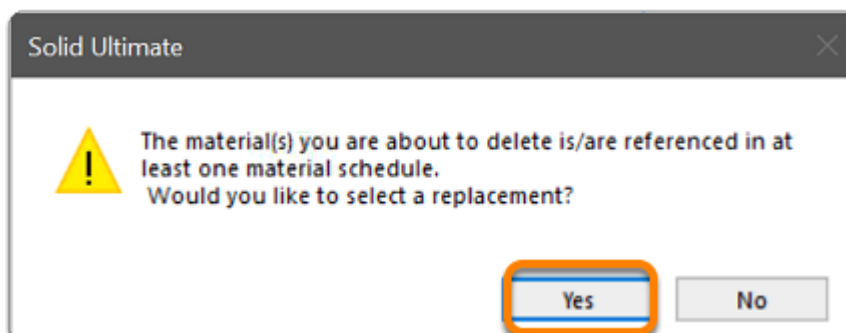 Solid Ultimate
The material(s) you are about to delete is/are referenced in at
least one material schedule.
Would you like to select a replacement?
Yes
No